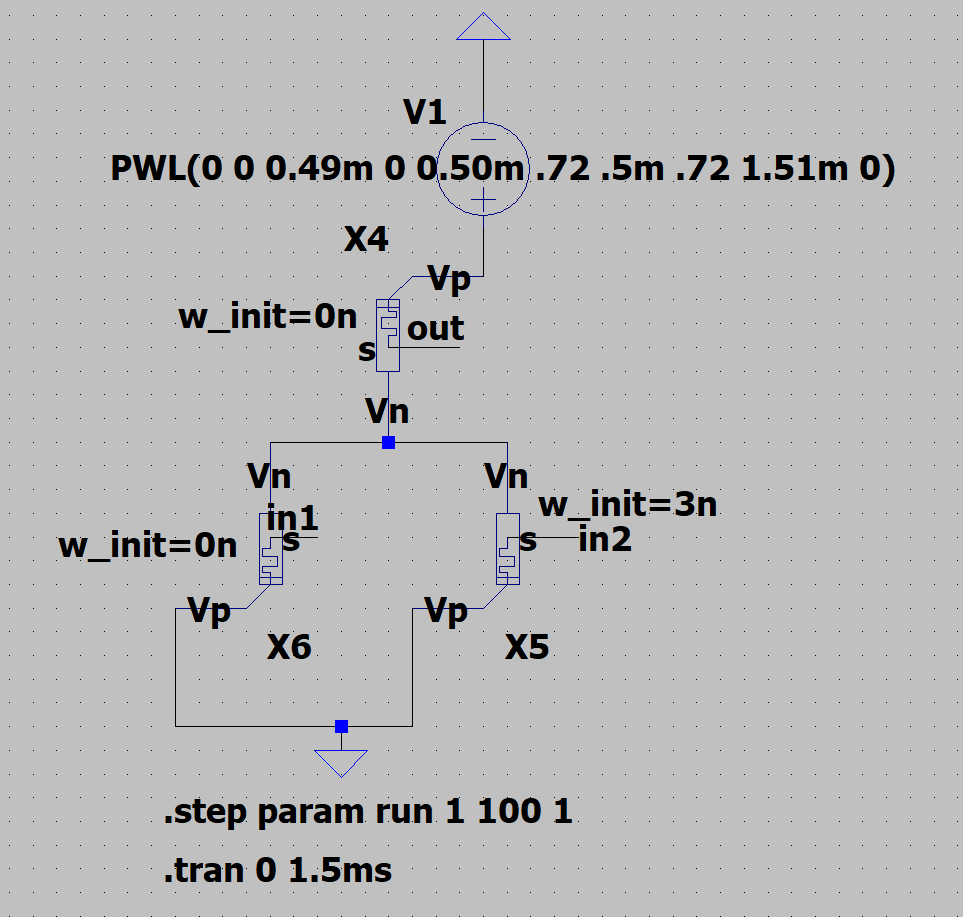 V1
PWL(0 0 0.49m 0 0.50m .72 .5m .72 1.51m 0)
X4
Vp
w_init=0n
out
s
Vn
Vn
Vn
w_init=3n
in1
s
s
in2
w_init=0n
Vp
Vp
X6
X5
.step param run 1 100 1
.tran 0 1.5ms